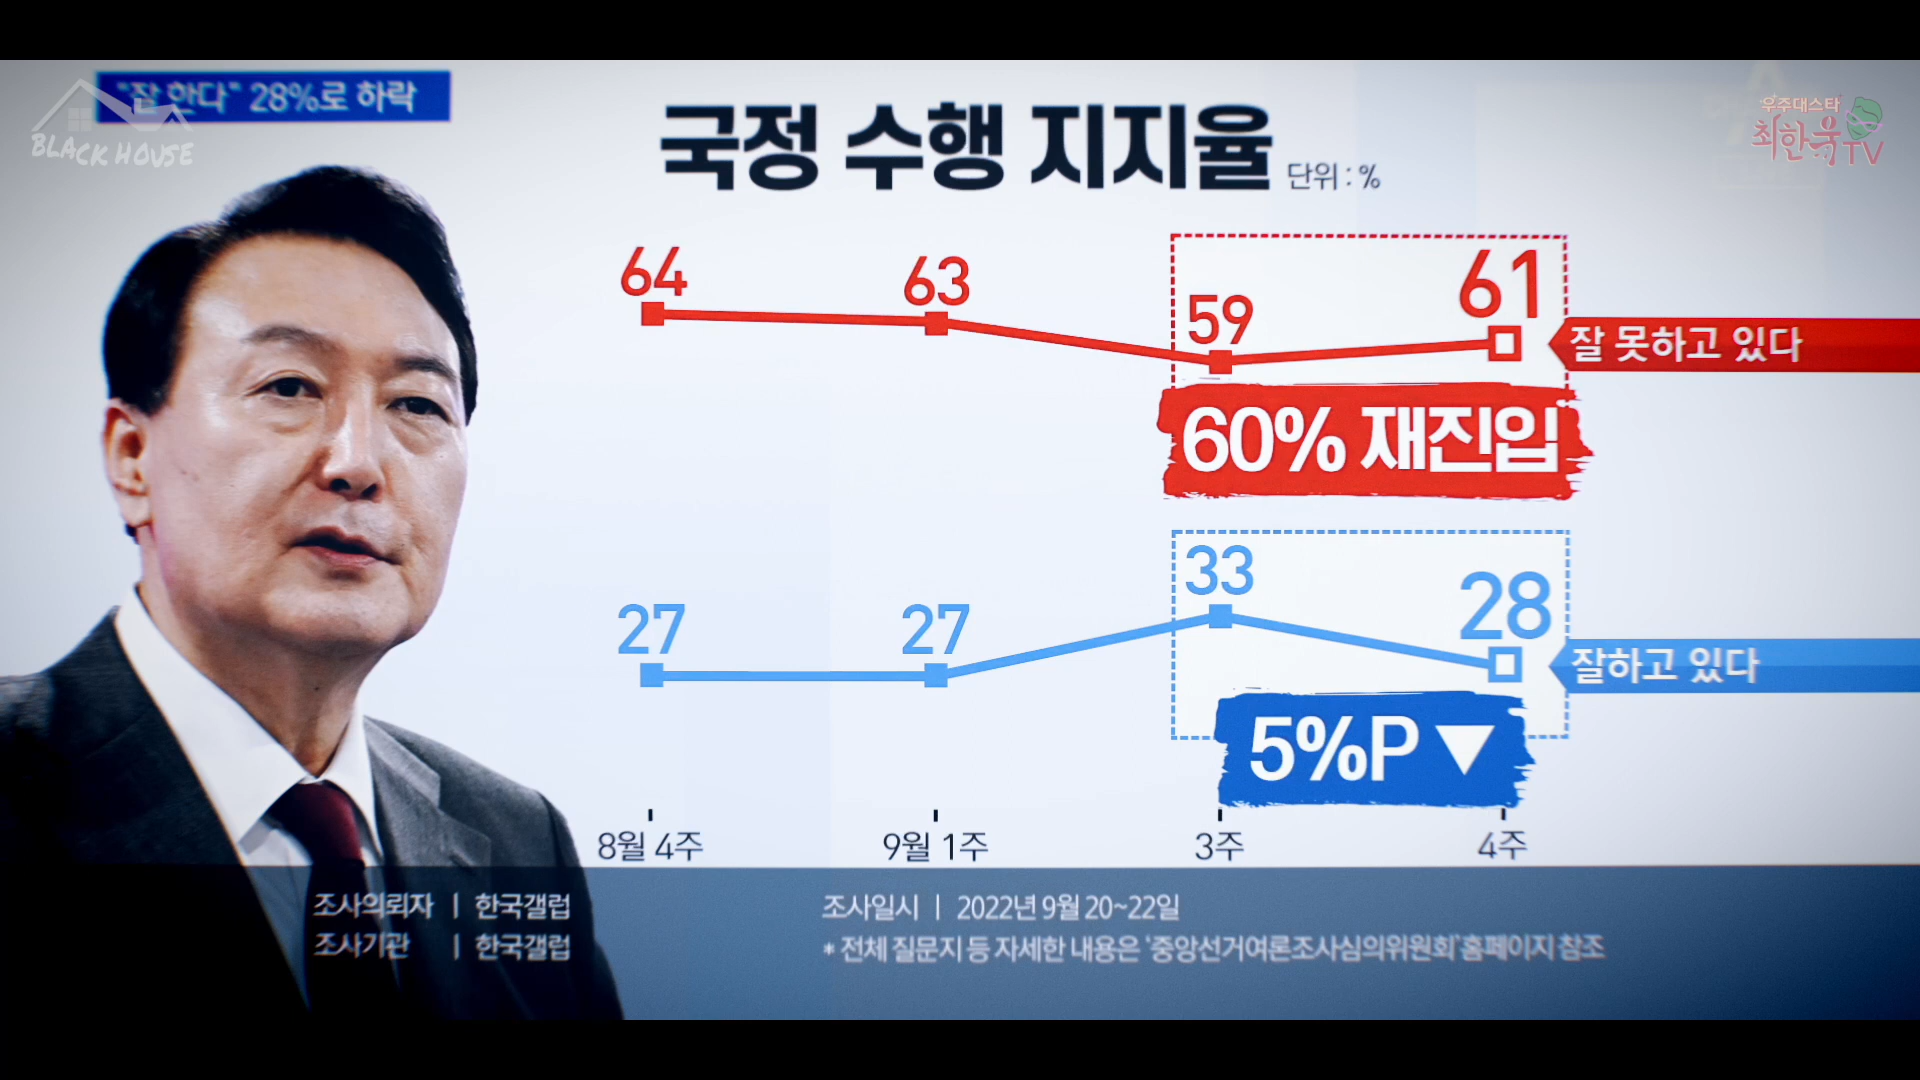 "잘 한다" 28%로 하락
BLACK HOUSE
국정 수행 지지율
단위 : %
우주대스타
최한욱TV
64
63
59
61
잘 못하고 있다
60% 재진입
27
27
33
28
잘하고 있다
5%P ▼
8월 4주
9월 1주
3주
4주
조사의뢰자 | 한국갤럽
조사기관 | 한국갤럽
조사일시 | 2022년 9월 20~22일
* 전체 질문지 등 자세한 내용은 '중앙선거여론조사심의위원회'홈페이지 참조